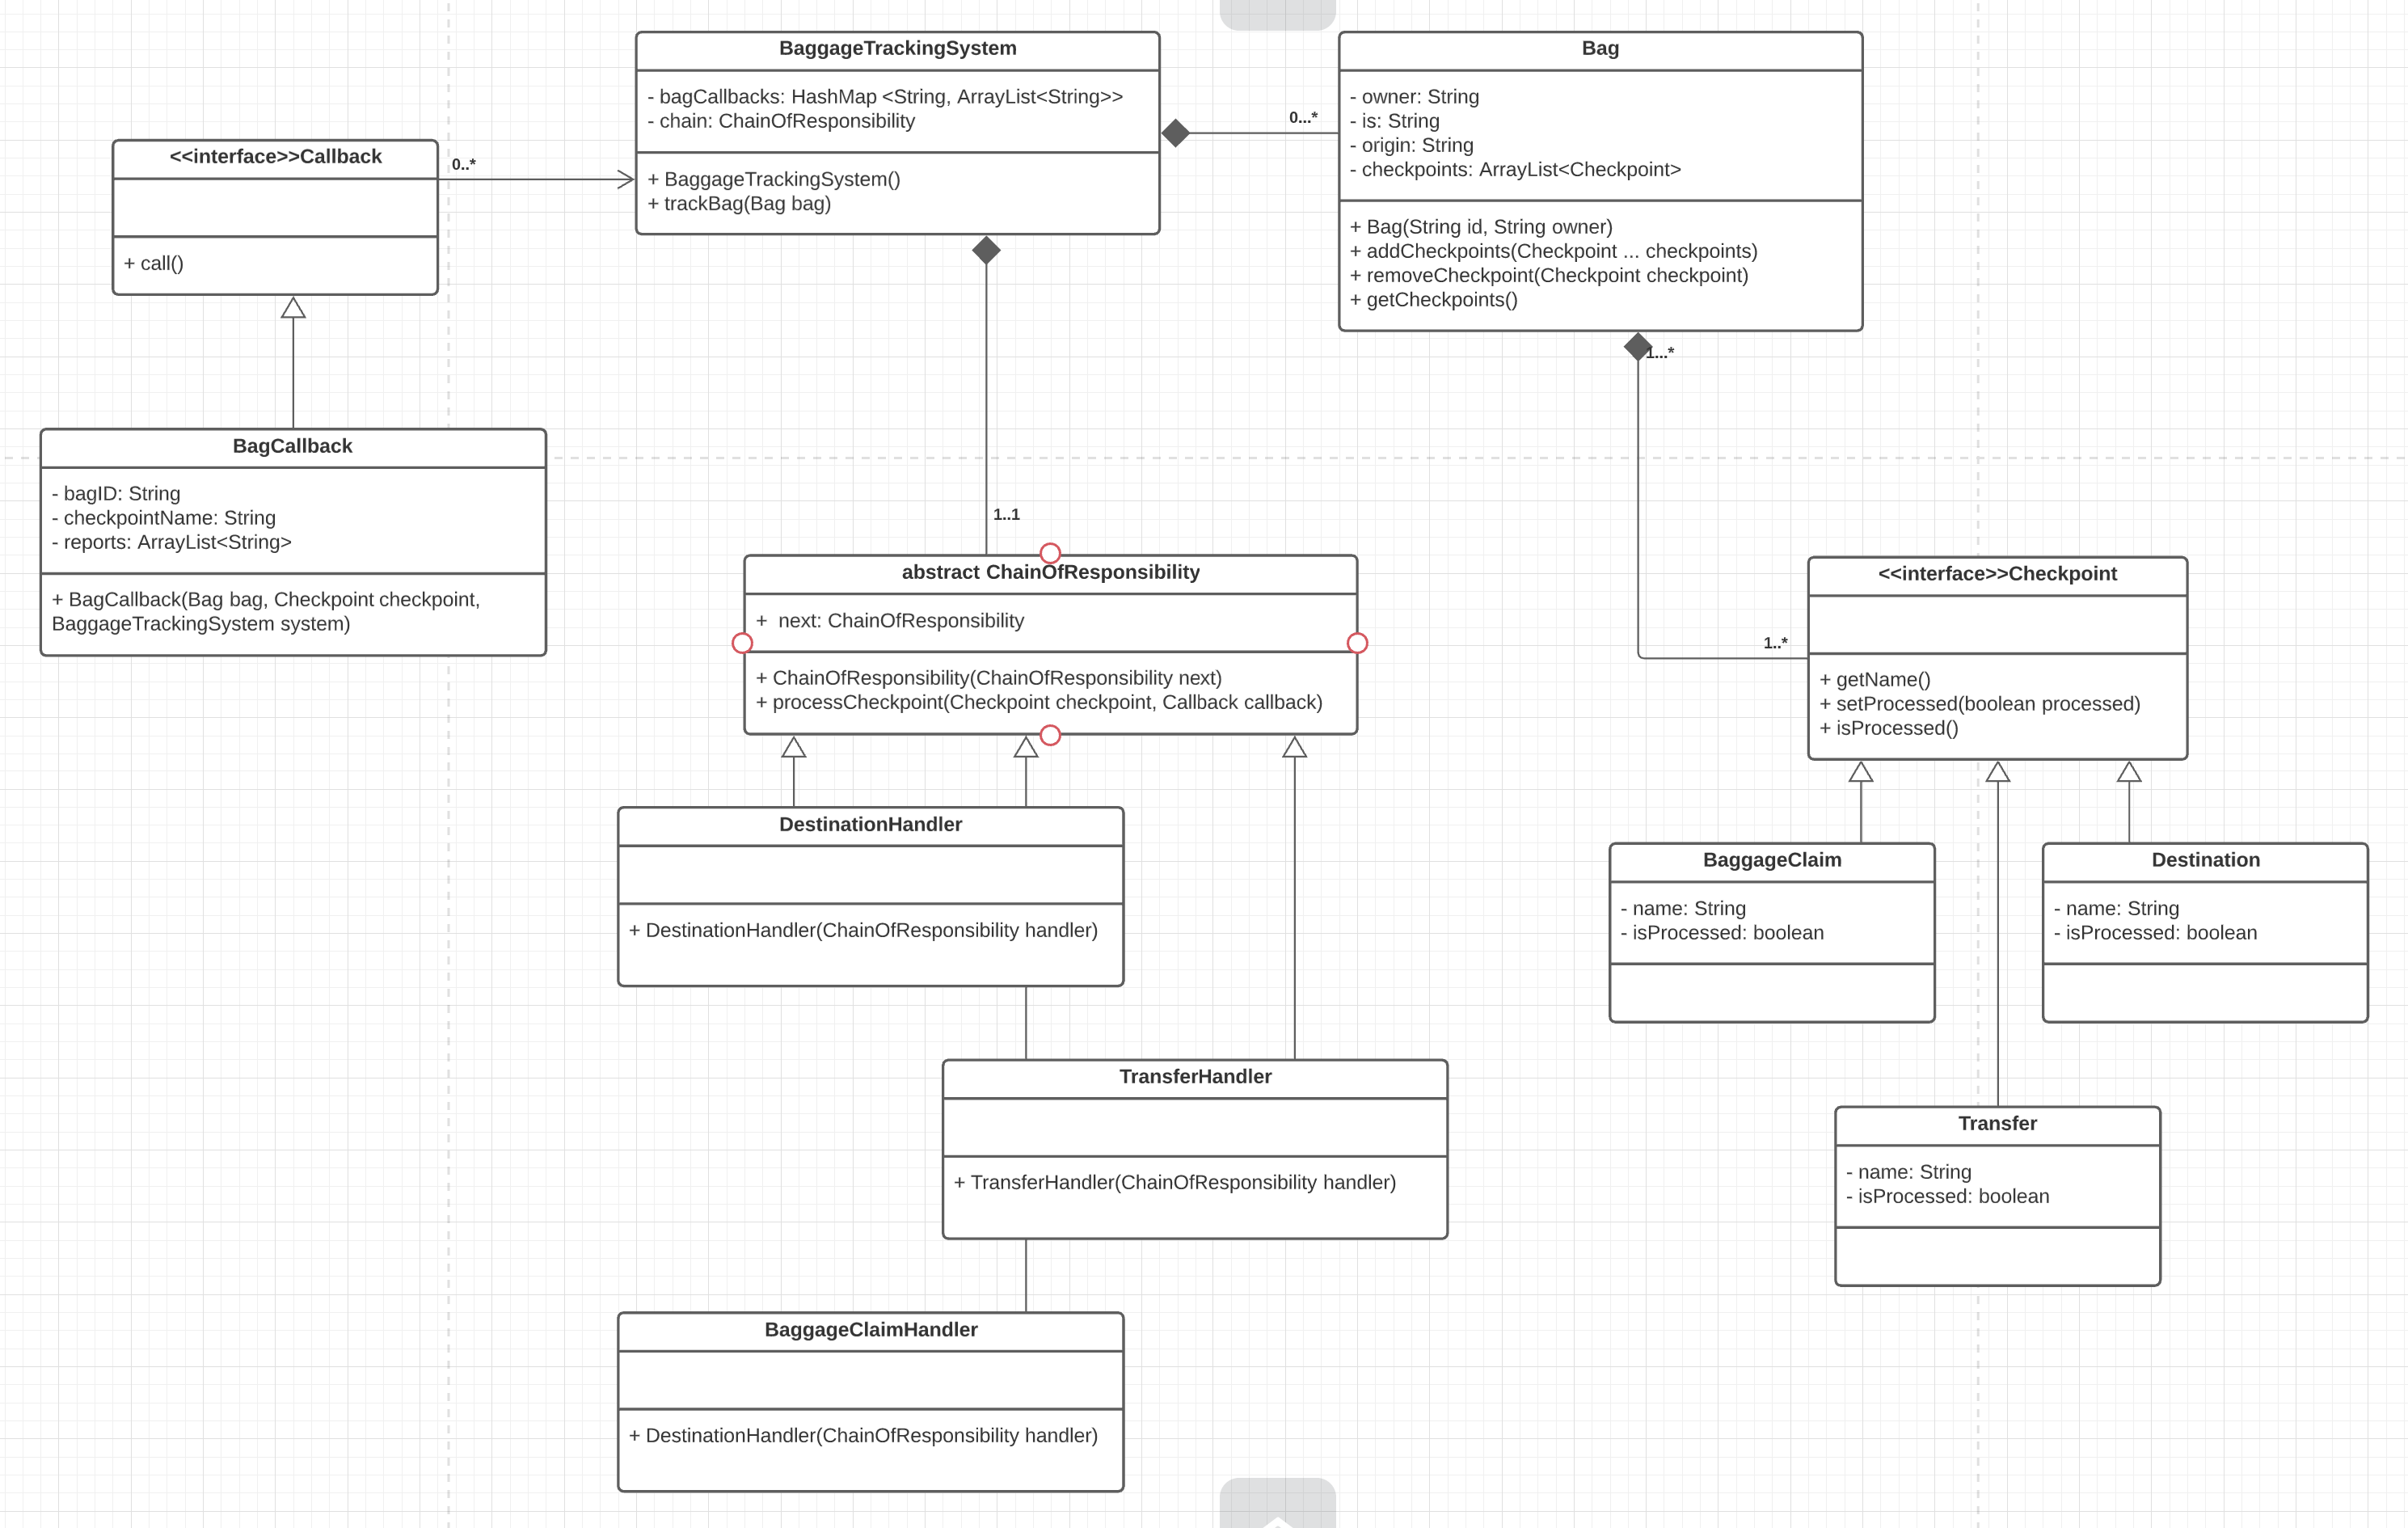 BaggageTrackingSystem
- bagCallbacks: HashMap <String, ArrayList<String>>
- chain: ChainOfResponsibility
+ BaggageTrackingSystem()
+ trackBag(Bag bag)
0...*
Bag
- owner: String
- is: String
- origin: String
- checkpoints: ArrayList<Checkpoint>
+ Bag(String id, String owner)
+ addCheckpoints(Checkpoint ... checkpoints)
+ removeCheckpoint(Checkpoint checkpoint)
+ getCheckpoints()
<<interface>>Callback
+ call()
0..*
1...*
BagCallback
- bagID: String
- checkpointName: String
- reports: ArrayList<String>
+ BagCallback(Bag bag, Checkpoint checkpoint,
BaggageTrackingSystem system)
1..1
abstract ChainOfResponsibility
+  next: ChainOfResponsibility
+ ChainOfResponsibility(ChainOfResponsibility next)
+ processCheckpoint(Checkpoint checkpoint, Callback callback)
1..*
<<interface>>Checkpoint
+ getName()
+ setProcessed(boolean processed)
+ isProcessed()
DestinationHandler
+ DestinationHandler(ChainOfResponsibility handler)
BaggageClaim
- name: String
- isProcessed: boolean
Destination
- name: String
- isProcessed: boolean
TransferHandler
+ TransferHandler(ChainOfResponsibility handler)
Transfer
- name: String
- isProcessed: boolean
BaggageClaimHandler
+ DestinationHandler(ChainOfResponsibility handler)